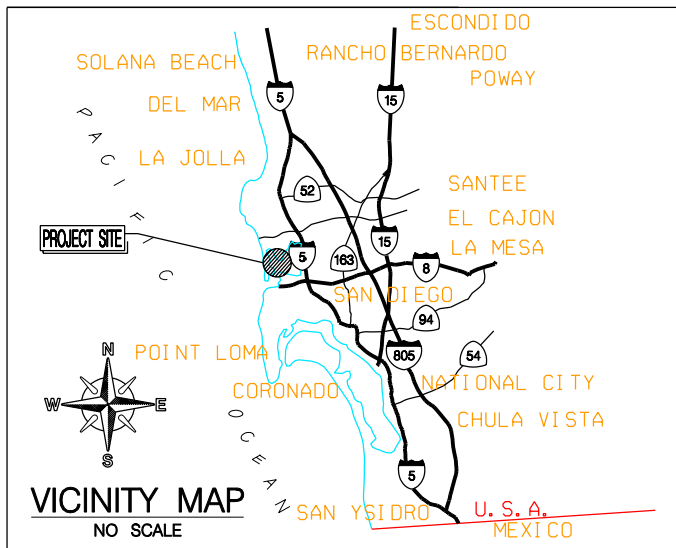 ESCONDIDO
RANCHO BERNARDO
SOLANA BEACH
POWAY
5
15
DEL MAR
PACIFIC
LA JOLLA
52
SANTEE
EL CAJON
PROJECT SITE
5
163
15
LA MESA
8
SAN DIEGO
94
POINT LOMA
805
54
CORONADO
NATIONAL CITY
N
W
E
S
CHULA VISTA
OCEAN
5
VICINITY MAP
NO SCALE
SAN YSIDRO
U.S.A.
MEXICO